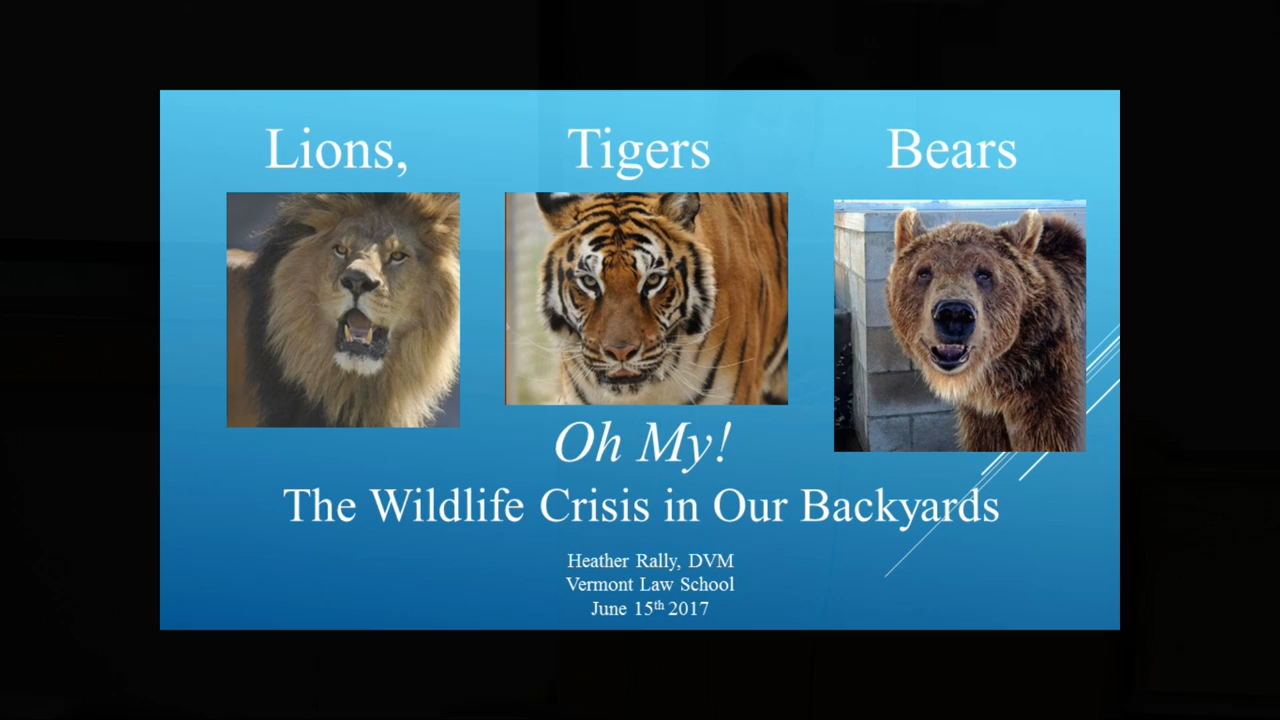 Lions, Tigers Bears
Oh My!
The Wildlife Crisis in Our Backyards
Heather Rally, DVM
Vermont Law School
June 15th 2017